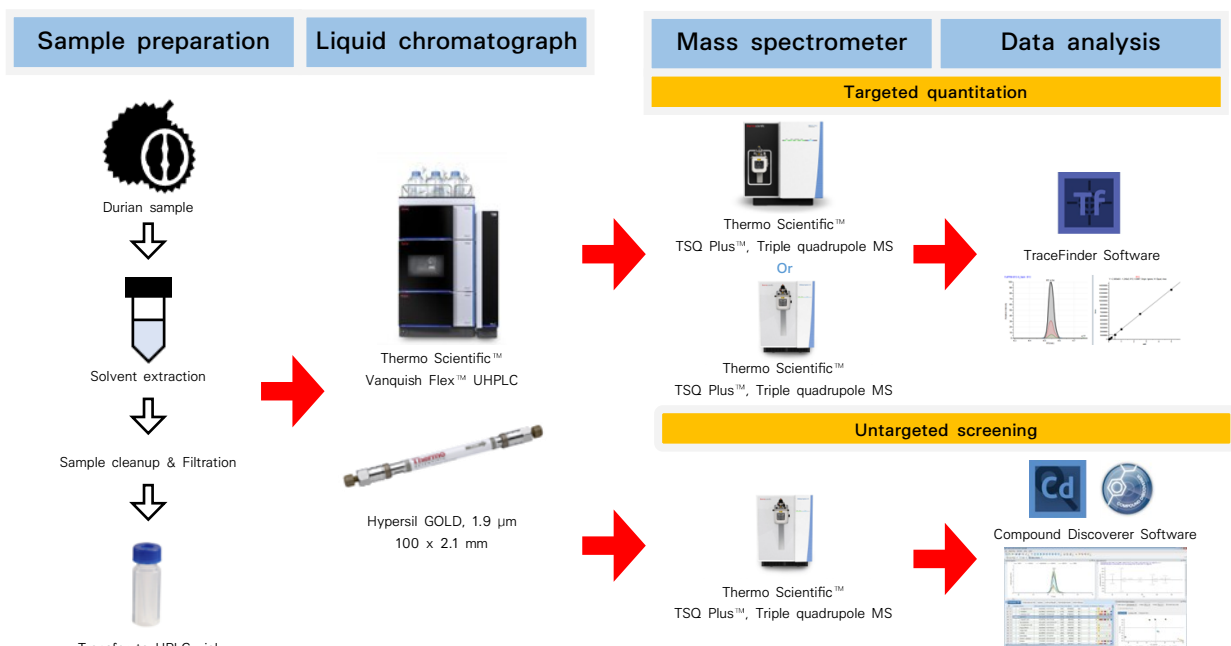 Sample preparation
Liquid chromatograph
Mass spectrometer
Data analysis
Targeted quantitation
Durian sample
Solvent extraction
Sample cleanup & Filtration
Thermo Scientific™
Vanquish Flex™ UHPLC
Thermo
Hypersil GOLD, 1.9 µm
100 x 2.1 mm
Thermo Scientific™
TSQ Plus™, Triple quadrupole MS
Or
Thermo Scientific™
TSQ Plus™, Triple quadrupole MS
Tf
TraceFinder Software
Untargeted screening
Thermo Scientific™
TSQ Plus™, Triple quadrupole MS
Cd
Compound Discoverer Software